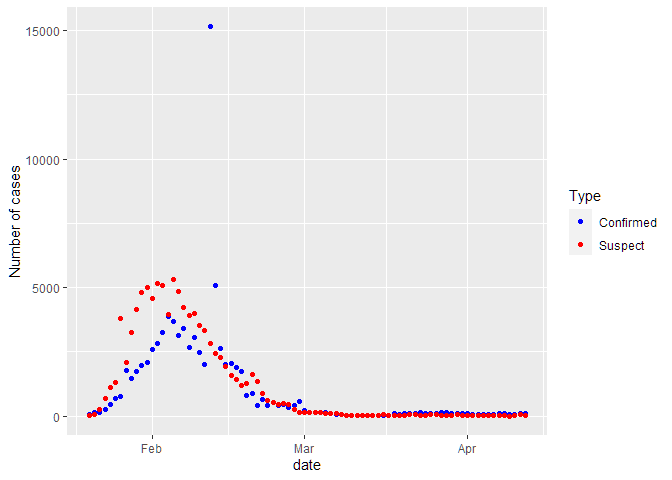 15000
10000
5000
0
Number of cases
Feb
Mar
Apr
date
Type
Confirmed
Suspect